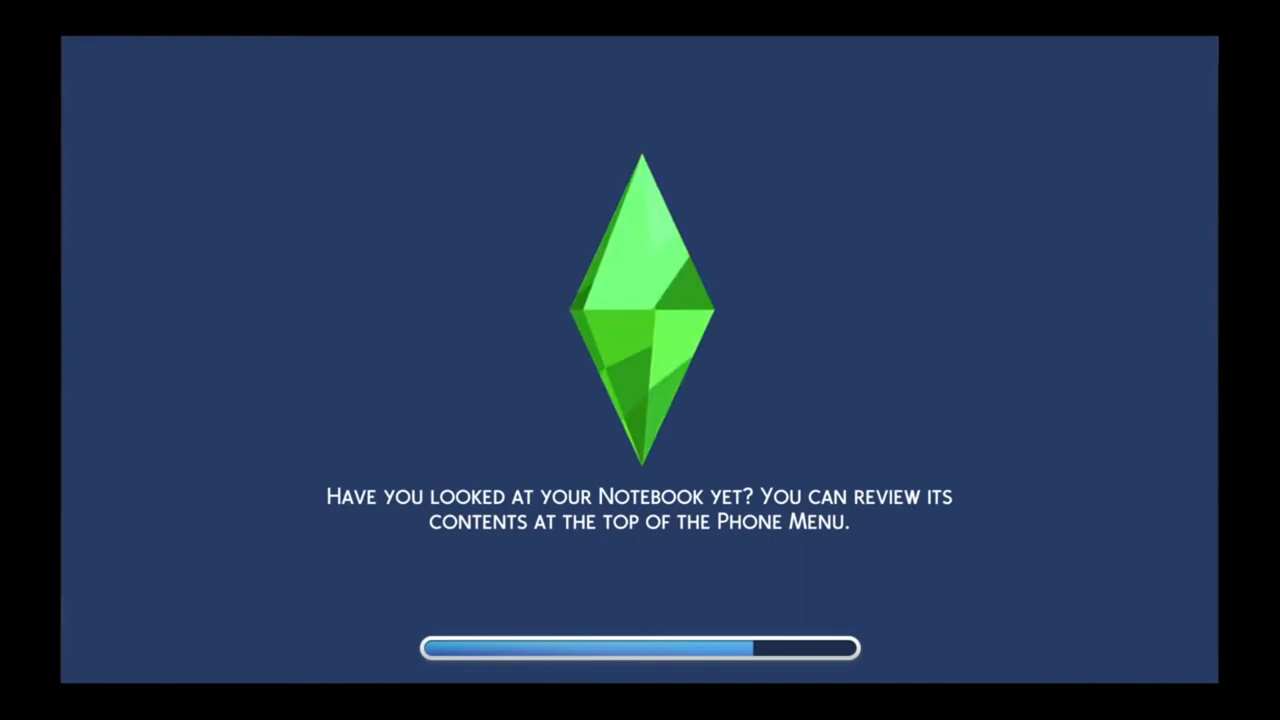 Have you looked at your Notebook yet? You can review its
contents at the top of the Phone Menu.